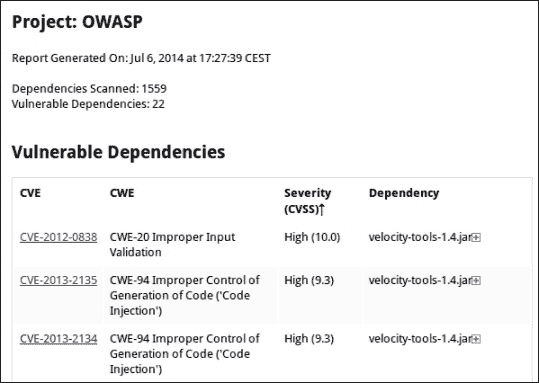 Project: OWASP
Report Generated On: Jul 6, 2014 at 17:27:39 CEST
Dependencies Scanned: 1559
Vulnerable Dependencies: 22
Vulnerable Dependencies
CVE CWE Severity (CVSS)↑ Dependency
CVE-2012-0838 CWE-20 Improper Input Validation High (10.0) velocity-tools-1.4.jar
CVE-2013-2135 CWE-94 Improper Control of Generation of Code ('Code Injection') High (9.3) velocity-tools-1.4.jar
CVE-2013-2134 CWE-94 Improper Control of Generation of Code ('Code Injection') High (9.3) velocity-tools-1.4.jar